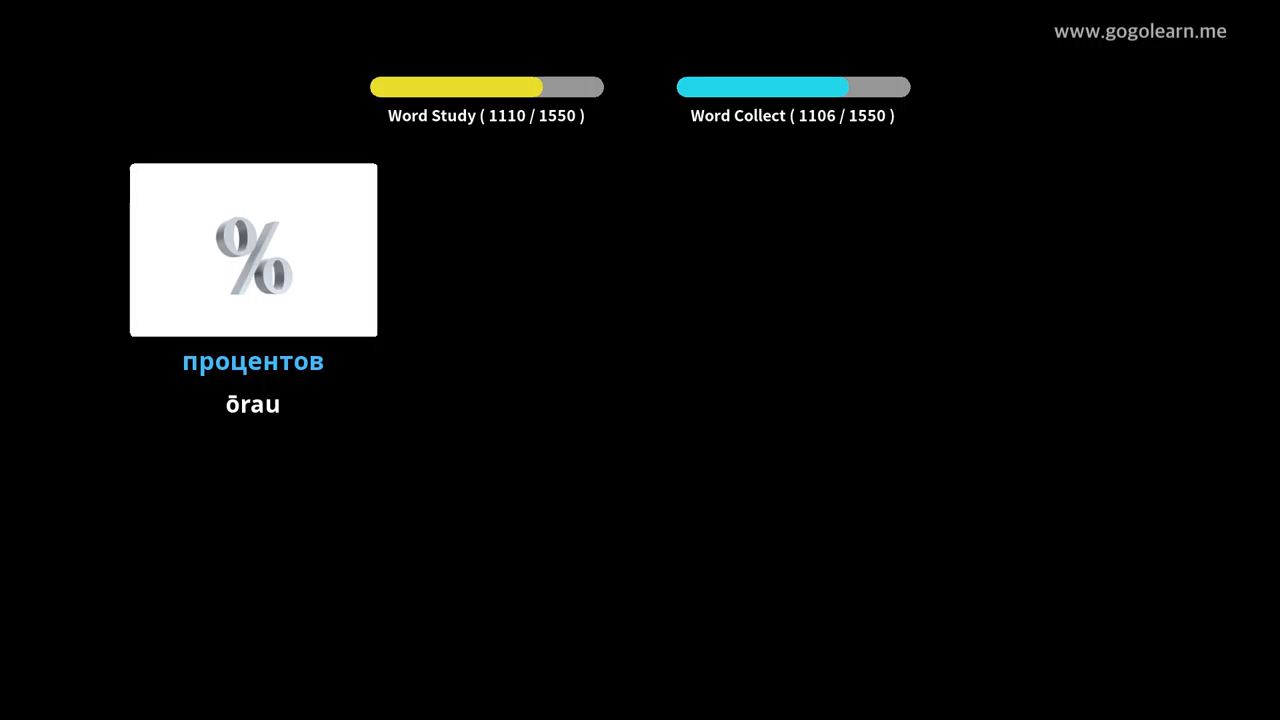 www.gogolearn.me
Word Study ( 1110 / 1550 )
Word Collect ( 1106 / 1550 )
%
процентов
ōrau